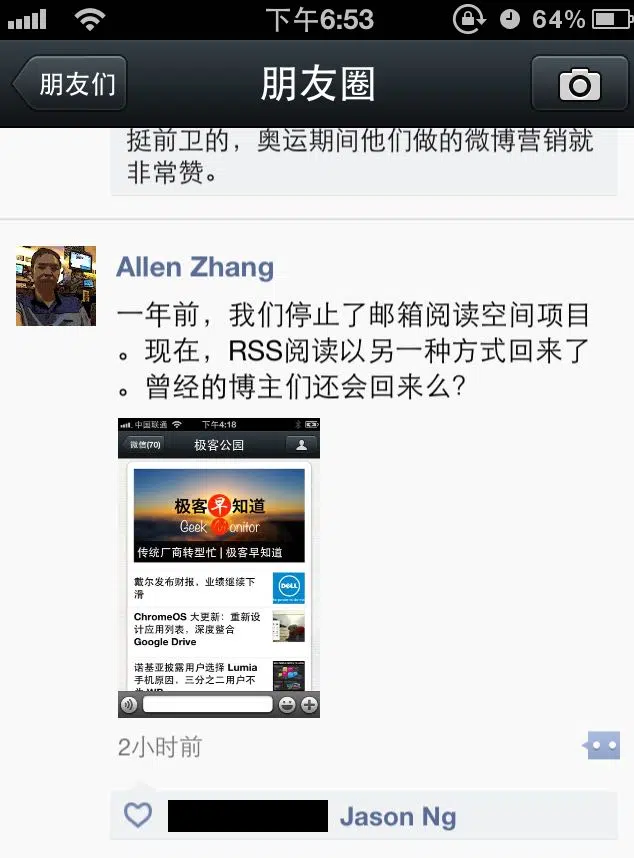 下午6:53
64%
朋友们
朋友圈
挺前卫的，奥运期间他们做的微博营销就
非常赞。
Allen Zhang
一年前，我们停止了邮箱阅读空间项目
。现在，RSS阅读以另一种方式回来了
。曾经的博主们还会回来么？
中国联通
下午4:18
微信(70)
极客公园
极客早知道
Geek Monitor
传统厂商转型忙 | 极客早知道
戴尔发布财报，业绩继续下
滑
DELL
ChromeOS 大更新：重新设
计应用列表，深度整合
Google Drive
诺基亚披露用户选择 Lumia
手机原因，三分之二用户不
为 WP
2小时前
Jason Ng